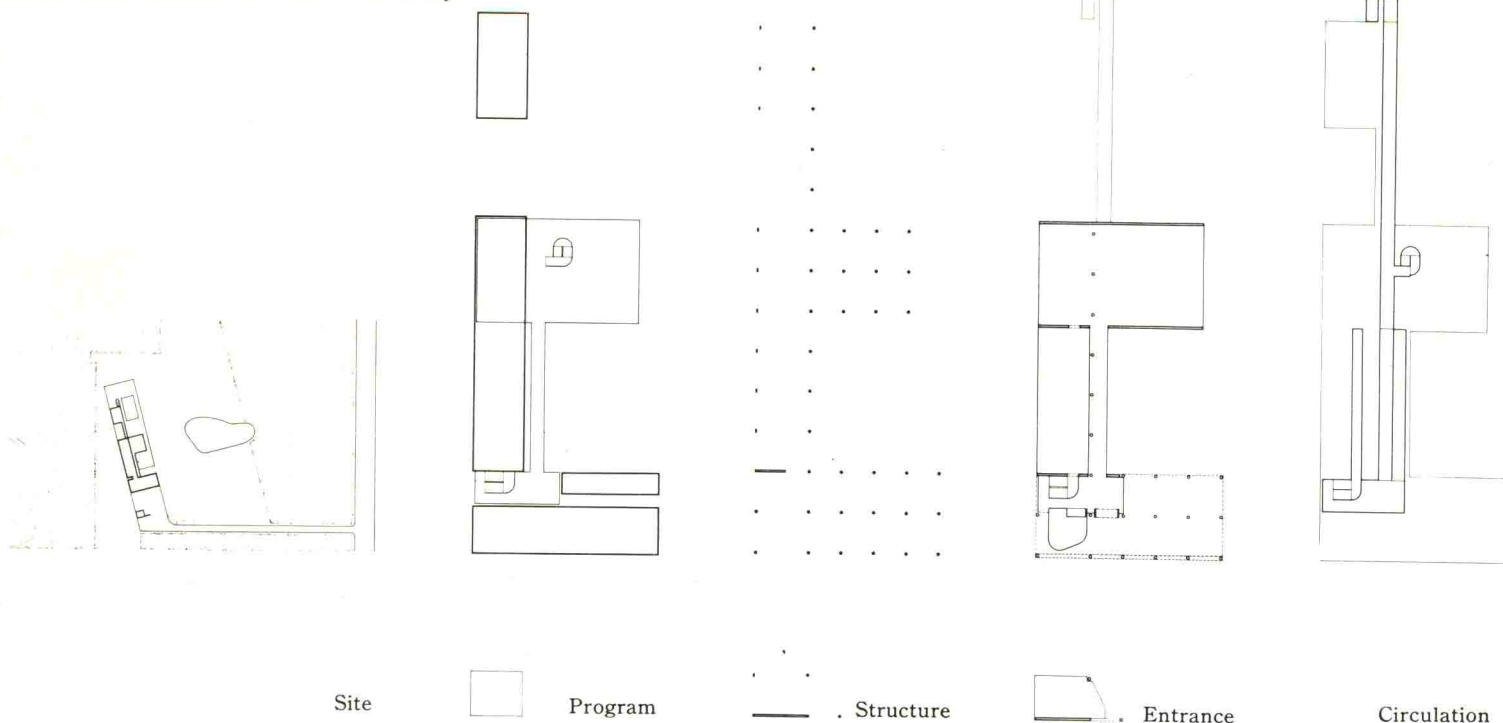 Site
Program
Structure
Entrance
Circulation